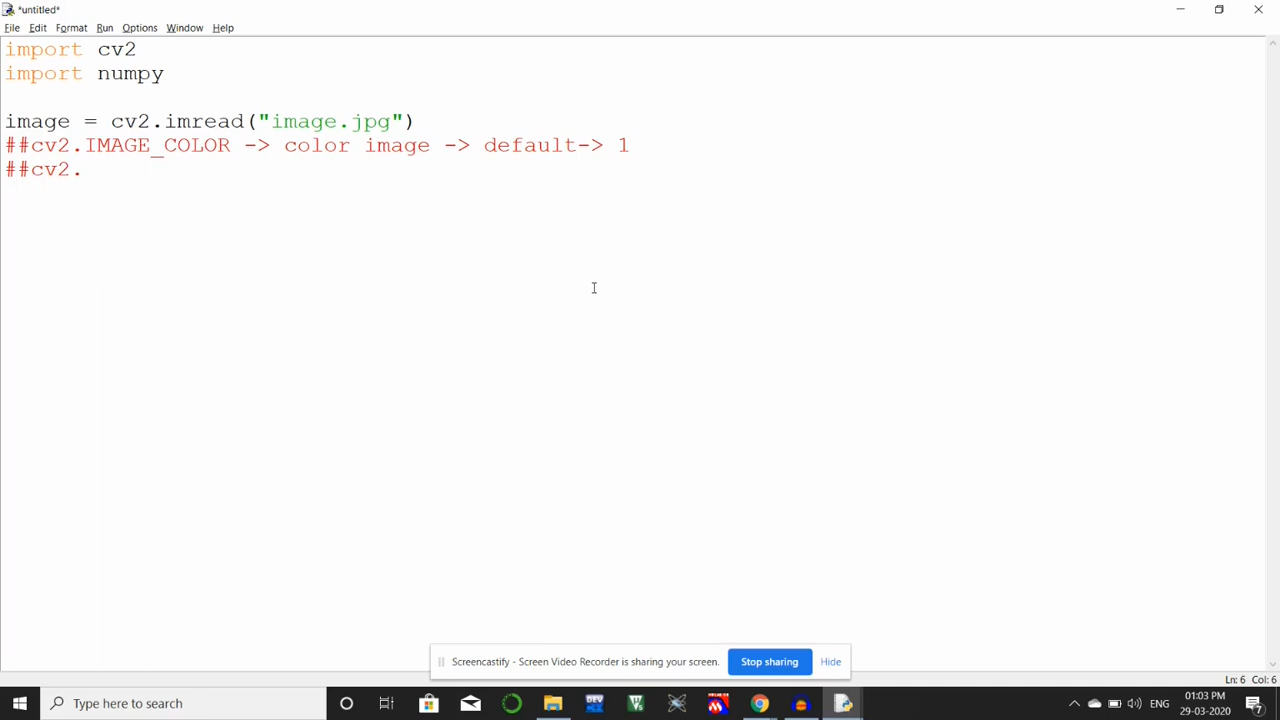 *untitled*
File Edit Format Run Options Window Help
import cv2
import numpy
image = cv2.imread("image.jpg")
##cv2.IMAGE_COLOR -> color image -> default-> 1
##cv2.
Screencastify - Screen Video Recorder is sharing your screen. Stop sharing Hide
Ln: 6 Col: 6
Type here to search
DEV
ENG
01:03 PM
29-03-2020
7